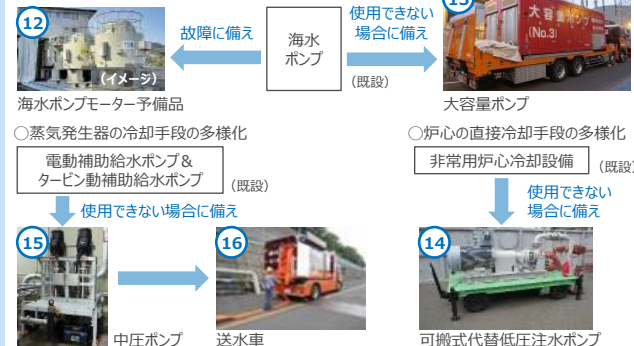 12
故障に備え
海水
ポンプ
(既設)
使用できない
場合に備え
13
大容量ポンプ
(No.3)
(イメージ)
海水ポンプモーター予備品
大容量ポンプ
○蒸気発生器の冷却手段の多様化
電動補助給水ポンプ&
タービン動補助給水ポンプ
(既設)
使用できない場合に備え
○炉心の直接冷却手段の多様化
非常用炉心冷却設備
(既設)
使用できない
場合に備え
15
中圧ポンプ
16
送水車
14
可搬式代替低圧注水ポンプ